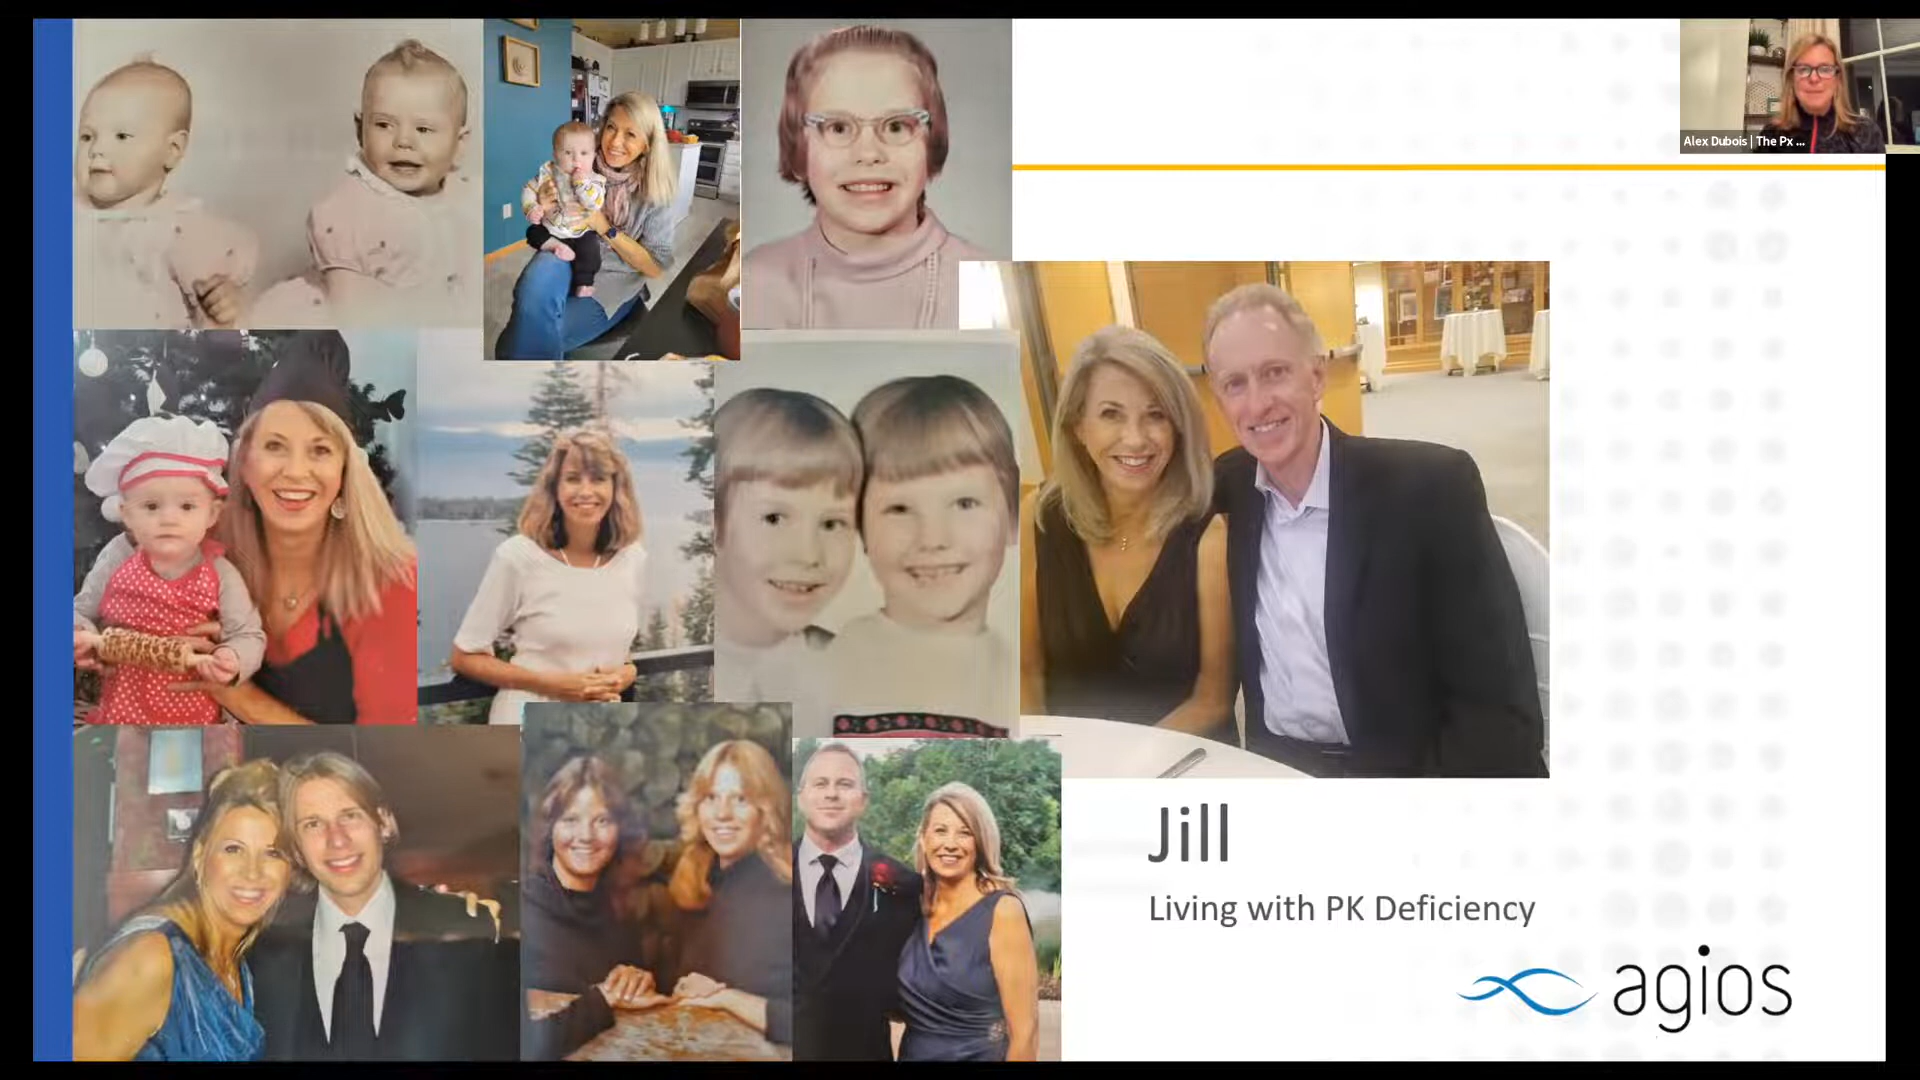 Alex Dubois | The Px ...
Jill
Living with PK Deficiency
agios